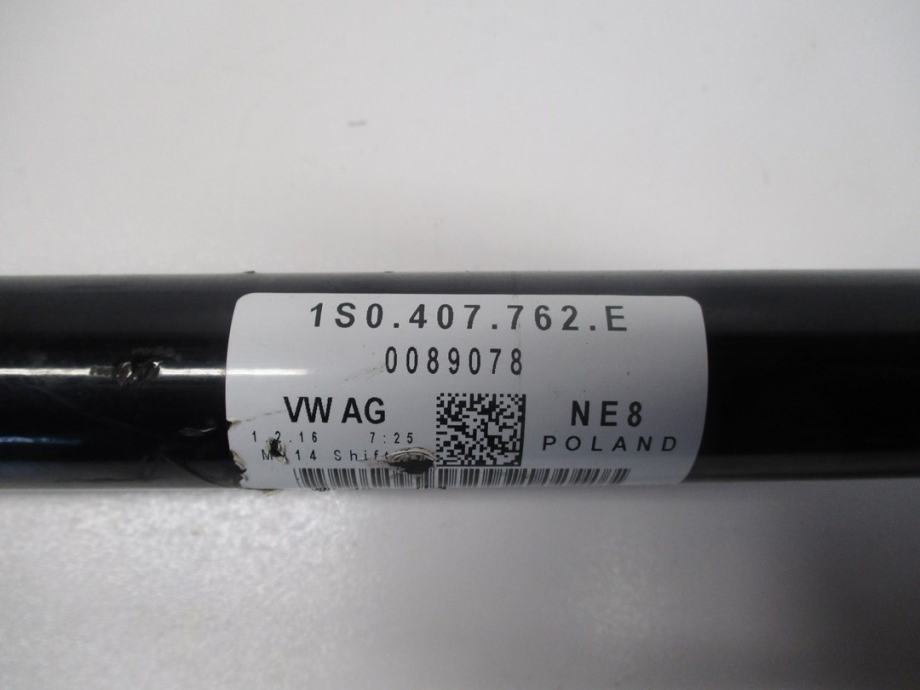 1S0.407.762.E
0089078
VW AG
NE8
POLAND
7:25